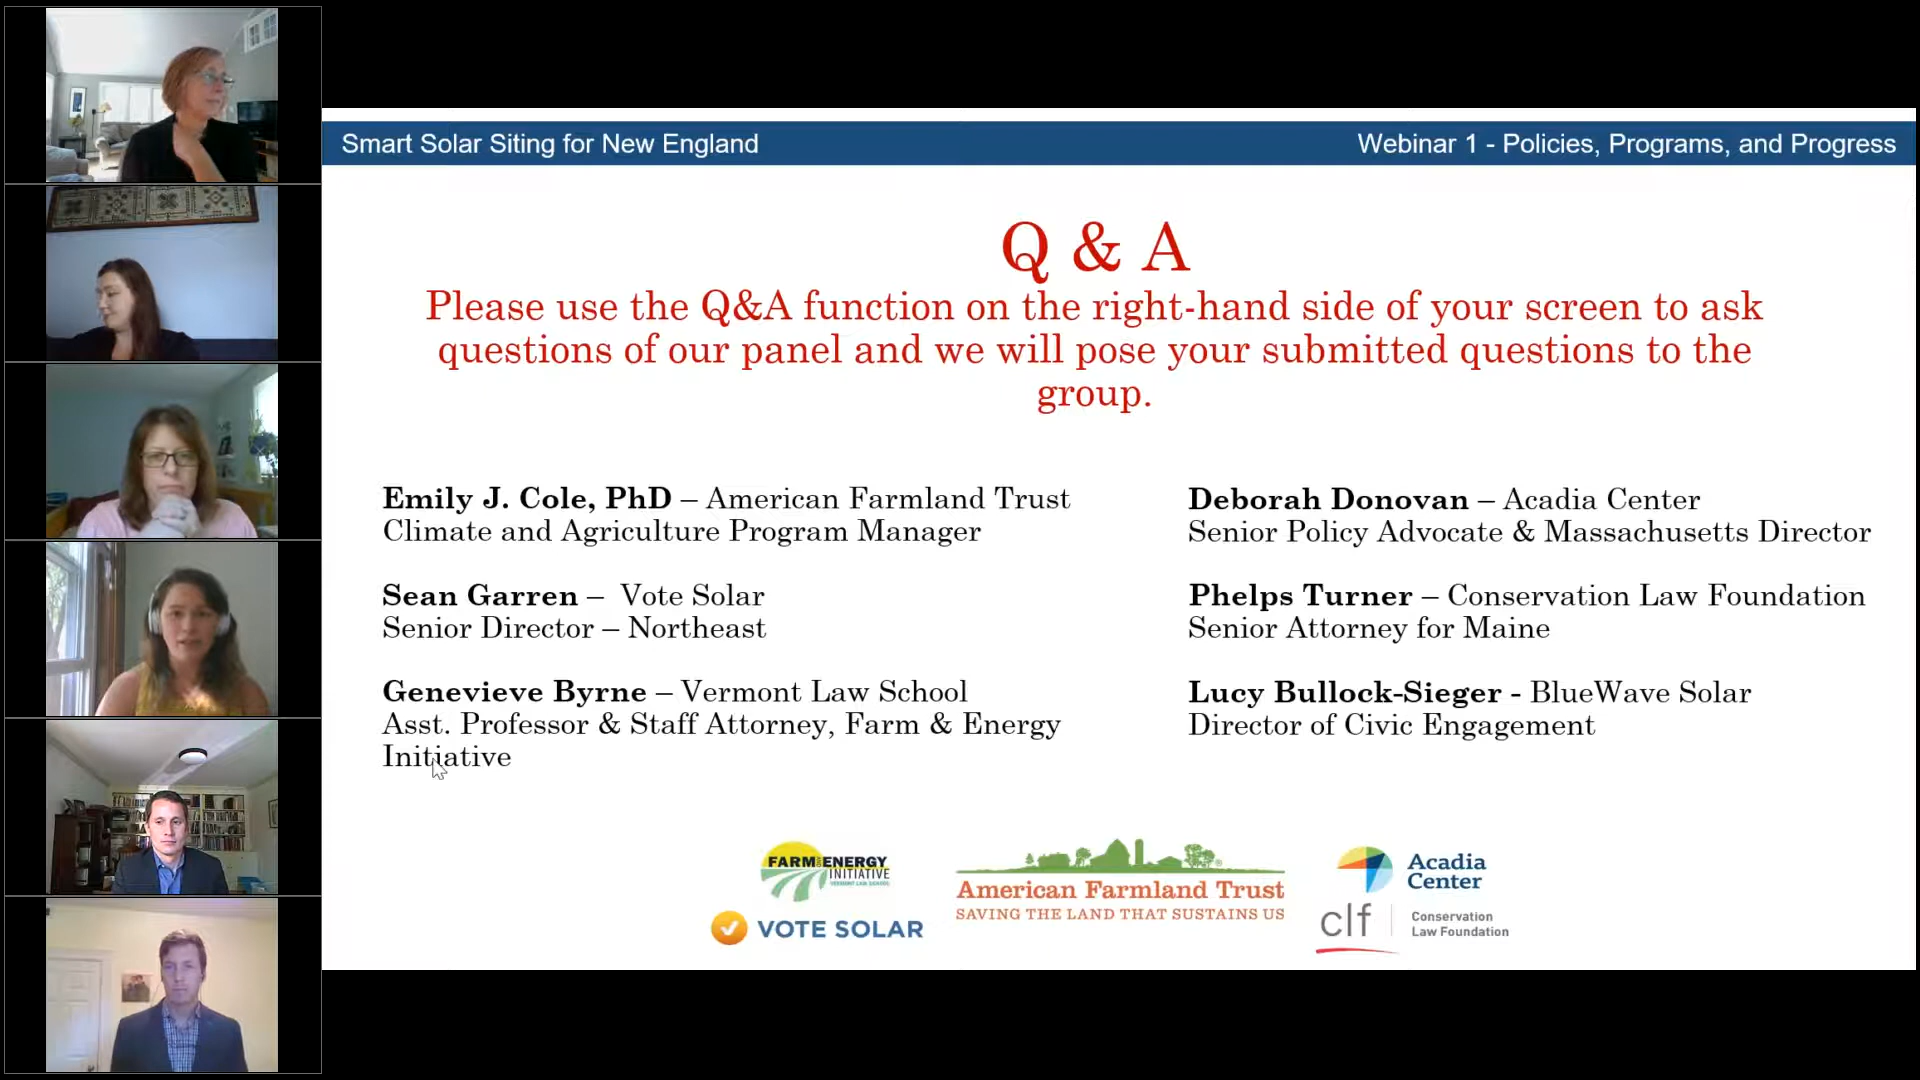 Smart Solar Siting for New England
Webinar 1 - Policies, Programs, and Progress
Q & A
Please use the Q&A function on the right-hand side of your screen to ask
questions of our panel and we will pose your submitted questions to the
group.
Emily J. Cole, PhD – American Farmland Trust
Climate and Agriculture Program Manager
Sean Garren – Vote Solar
Senior Director – Northeast
Genevieve Byrne – Vermont Law School
Asst. Professor & Staff Attorney, Farm & Energy
Initiative
Deborah Donovan – Acadia Center
Senior Policy Advocate & Massachusetts Director
Phelps Turner – Conservation Law Foundation
Senior Attorney for Maine
Lucy Bullock-Sieger - BlueWave Solar
Director of Civic Engagement
FARM AND ENERGY
INITIATIVE
VERMONT LAW SCHOOL
VOTE SOLAR
American Farmland Trust
SAVING THE LAND THAT SUSTAINS US
Acadia
Center
clf
Conservation
Law Foundation